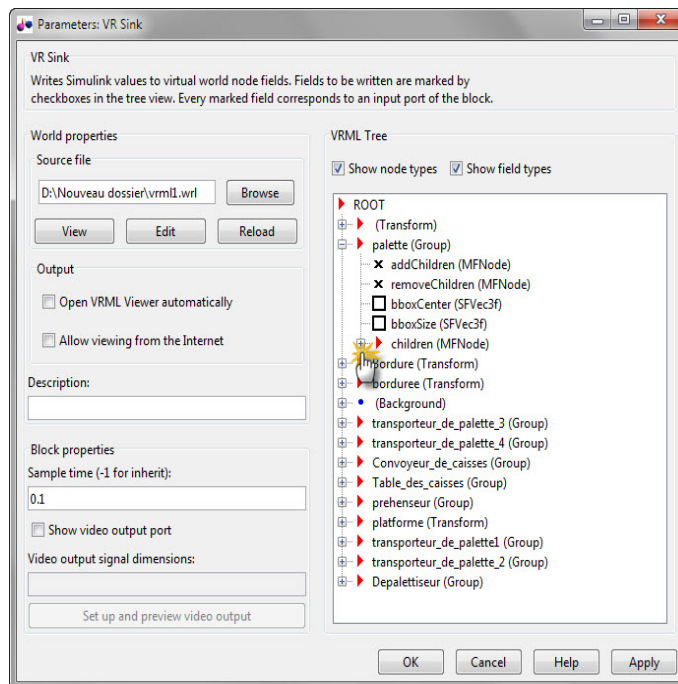 Parameters: VR Sink
VR Sink
Writes Simulink values to virtual world node fields. Fields to be written are marked by
checkboxes in the tree view. Every marked field corresponds to an input port of the block.
World properties
Source file
D:\Nouveau dossier\vrml1.wrl
Browse
View
Edit
Reload
Output
Open VRML Viewer automatically
Allow viewing from the Internet
Description:
Block properties
Sample time (-1 for inherit):
0.1
Show video output port
Video output signal dimensions:
Set up and preview video output
VRML Tree
Show node types
Show field types
ROOT
(Transform)
palette (Group)
addChildren (MFNode)
removeChildren (MFNode)
bboxCenter (SFVec3f)
bboxSize (SFVec3f)
children (MFNode)
bordure (Transform)
borduree (Transform)
(Background)
transporteur_de_palette_3 (Group)
transporteur_de_palette_4 (Group)
Convoyeur_de_caisses (Group)
Table_des_caisses (Group)
prehenseur (Group)
platforme (Transform)
transporteur_de_palette1 (Group)
transporteur_de_palette_2 (Group)
Depalettiseur (Group)
OK
Cancel
Help
Apply